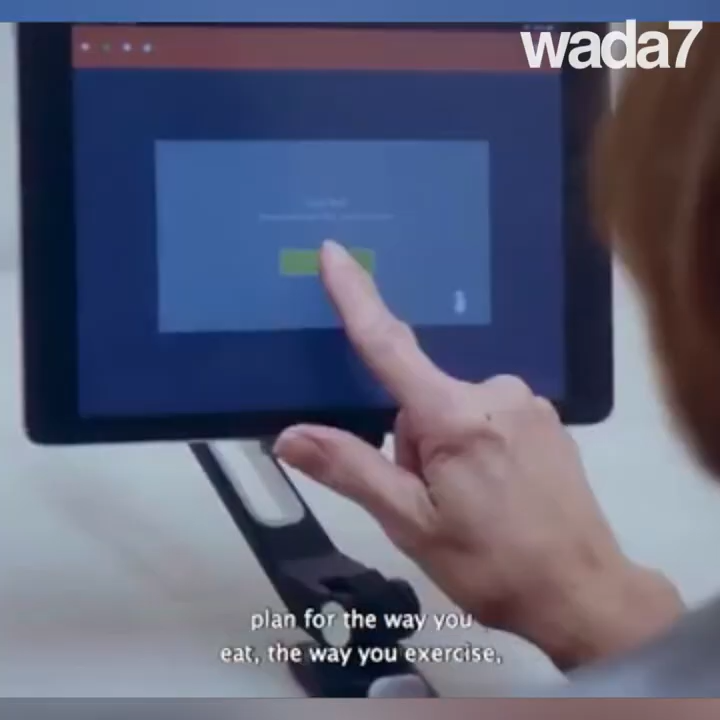 wada7
plan for the way you
eat, the way you exercise,